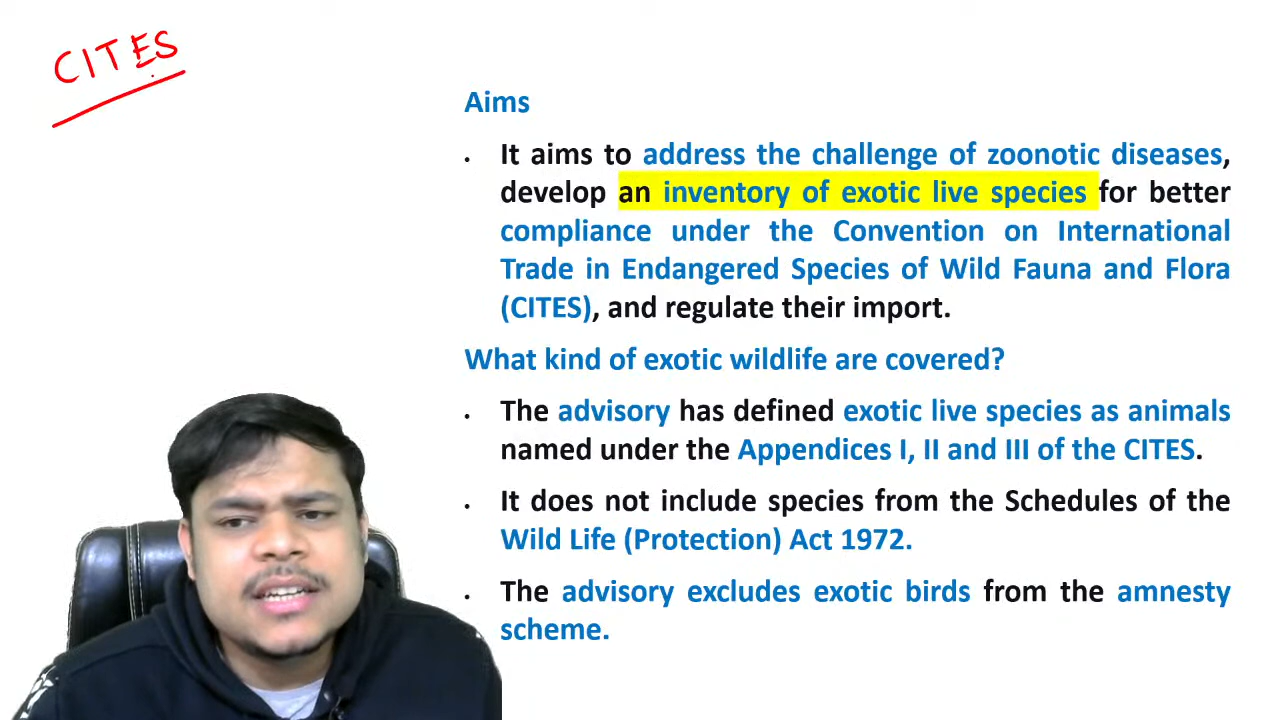 CITES
Aims
• It aims to address the challenge of zoonotic diseases,
develop an inventory of exotic live species for better
compliance under the Convention on International
Trade in Endangered Species of Wild Fauna and Flora
(CITES), and regulate their import.
What kind of exotic wildlife are covered?
• The advisory has defined exotic live species as animals
named under the Appendices I, II and III of the CITES.
• It does not include species from the Schedules of the
Wild Life (Protection) Act 1972.
• The advisory excludes exotic birds from the amnesty
scheme.